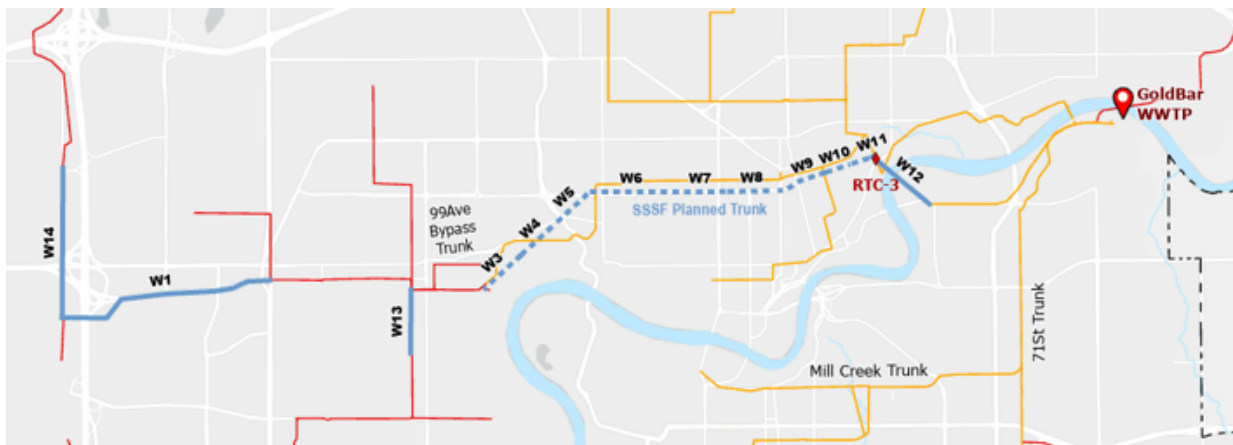 GoldBar
WWTP
W11
W10
W9
W12
RTC-3
W8
W7
W6
W5
SSSF Planned Trunk
W4
99Ave
Bypass
Trunk
W3
W14
W1
W13
71St Trunk
Mill Creek Trunk